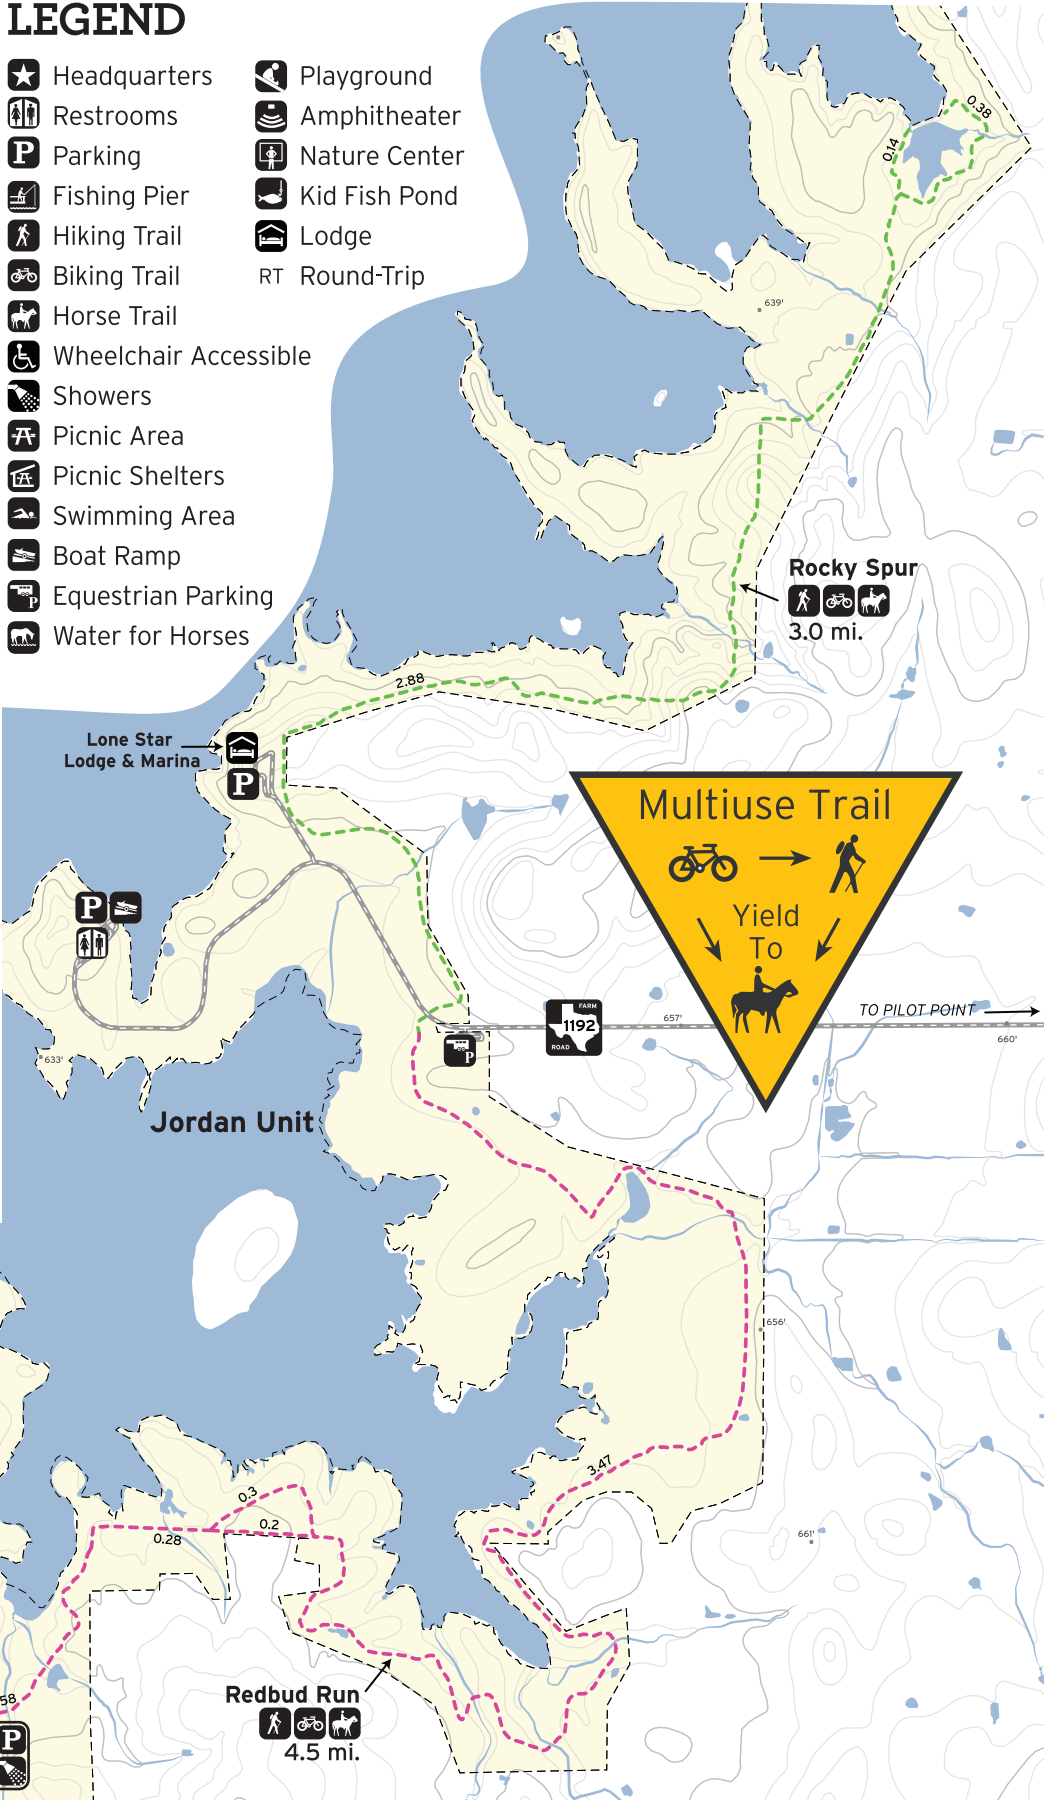 LEGEND
Headquarters
Restrooms
P Parking
Fishing Pier
Hiking Trail
Biking Trail
Horse Trail
Wheelchair Accessible
Showers
Picnic Area
Picnic Shelters
Swimming Area
Boat Ramp
P Equestrian Parking
Water for Horses
Playground
Amphitheater
Nature Center
Kid Fish Pond
Lodge
RT Round-Trip
0.38
0.14
639'
Rocky Spur
3.0 mi.
2.88
Lone Star
Lodge & Marina
P
P
Multiuse Trail
Yield
To
FARM
1192
ROAD
657'
TO PILOT POINT
660'
633'
P
Jordan Unit
656'
3.47
0.3
0.2
0.28
661'
58
Redbud Run
4.5 mi.
P